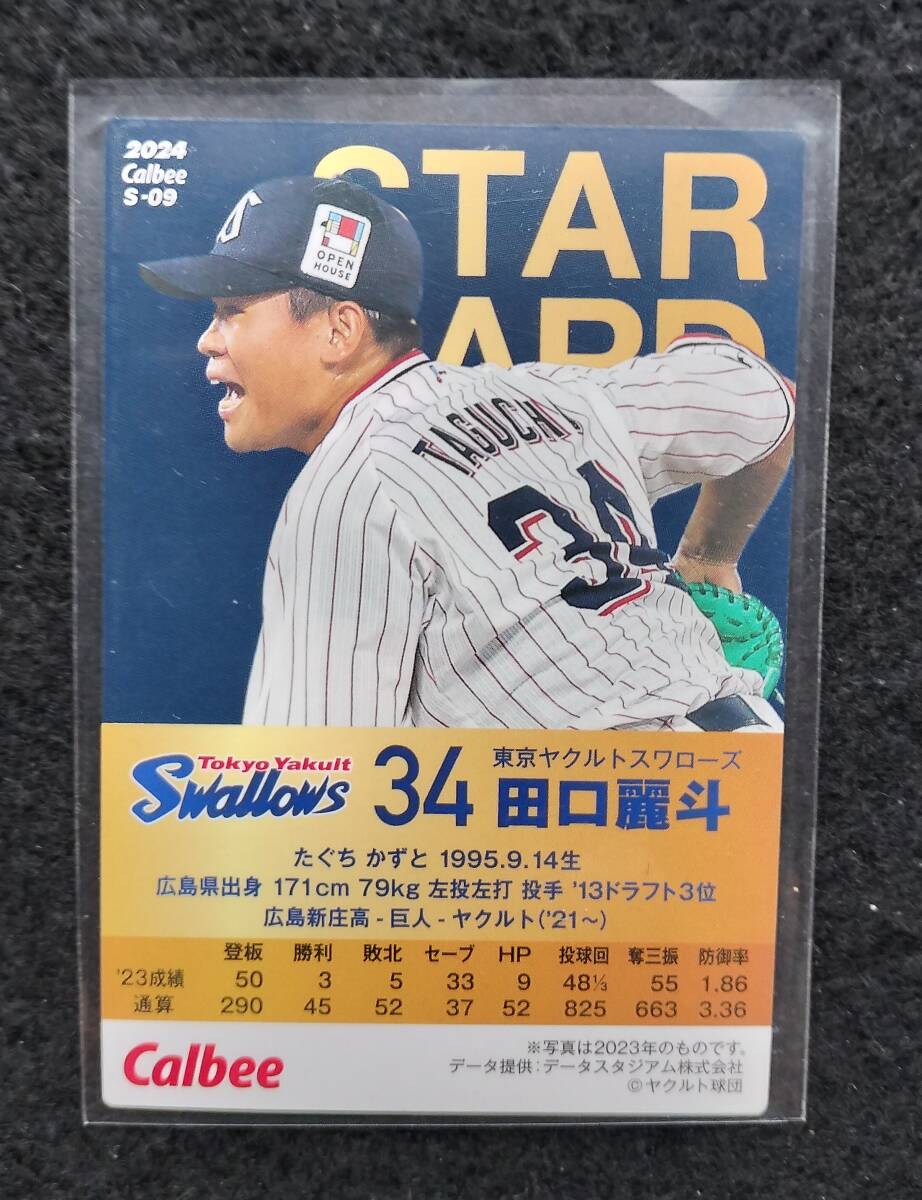 2024
Calbee
S-09
STAR
CARD
OPEN
HOUSE
TAGUCHI
34
Tokyo Yakult
Swallows
34
東京ヤクルトスワローズ
田口麗斗
たぐち かずと 1995.9.14生
広島県出身 171cm 79kg 左投左打 投手 '13ドラフト3位
広島新庄高-巨人-ヤクルト('21~)
登板 勝利 敗北 セーブ HP 投球回 奪三振 防御率
'23成績 50 3 5 33 9 48⅓ 55 1.86
通算 290 45 52 37 52 825 663 3.36
Calbee
※写真は2023年のものです。
データ提供:データスタジアム株式会社
©ヤクルト球団